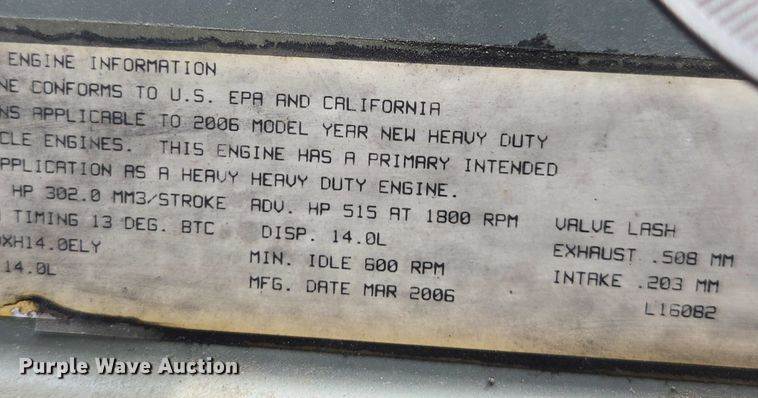 ENGINE INFORMATION
NE CONFORMS TO U.S. EPA AND CALIFORNIA
NS APPLICABLE TO 2006 MODEL YEAR NEW HEAVY DUTY
CLE ENGINES. THIS ENGINE HAS A PRIMARY INTENDED
APPLICATION AS A HEAVY HEAVY DUTY ENGINE.
HP 302.0 MM3/STROKE ADV. HP 515 AT 1800 RPM VALVE LASH
TIMING 13 DEG. BTC DISP. 14.0L EXHAUST .508 MM
XH14.0ELY MIN. IDLE 600 RPM INTAKE .203 MM
14.0L MFG. DATE MAR 2006 L16082
Purple Wave Auction